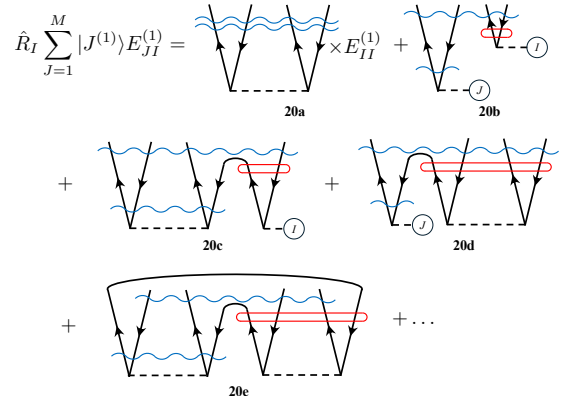 R̂_I ∑_{J=1}^{M} |J^{(1)}⟩E_{JI}^{(1)} = ×E_{II}^{(1)} + I
J
20a 20b
+ I + J
20c 20d
+ + ...
20e